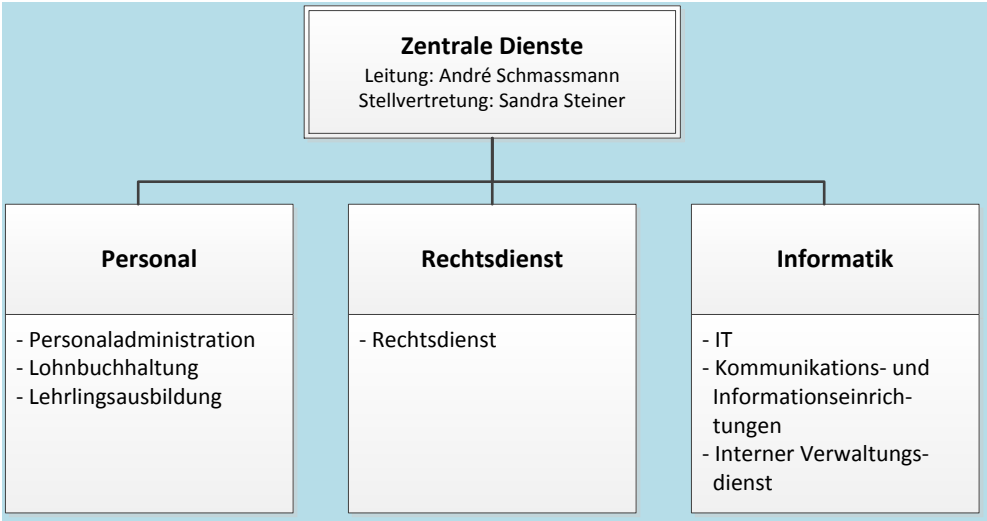 Zentrale Dienste
Leitung: André Schmassmann
Stellvertretung: Sandra Steiner
Personal
- Personaladministration
- Lohnbuchhaltung
- Lehrlingsausbildung
Rechtsdienst
- Rechtsdienst
Informatik
- IT
- Kommunikations- und
Informationseinrich-
tungen
- Interner Verwaltungs-
dienst